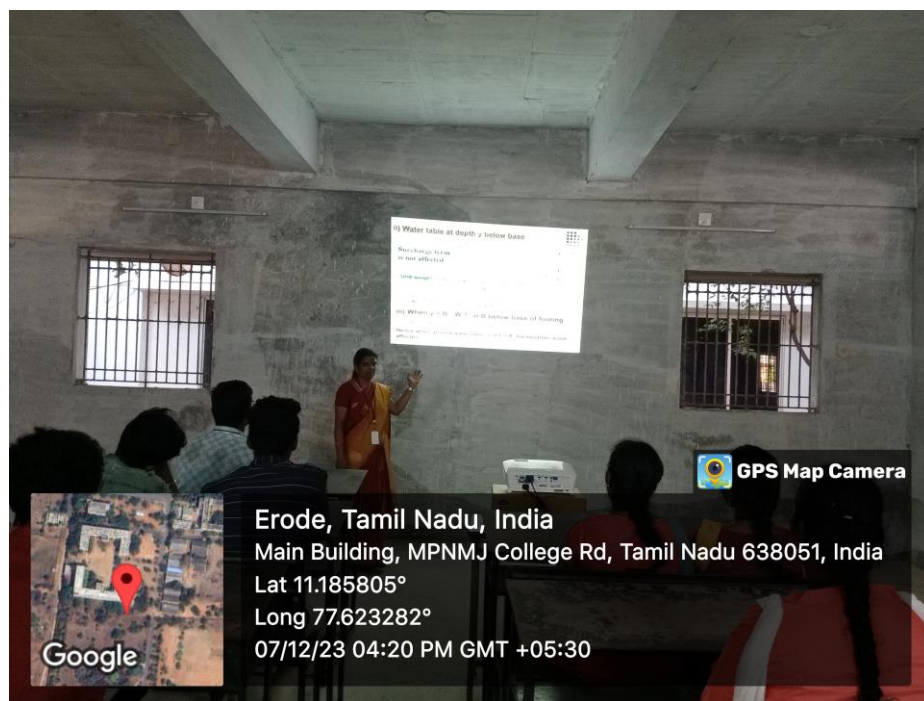 ii) Water table at depth y below base
Surcharge term
is not affected.
iii) When y = B; W.T. at B below base of footing
GPS Map Camera
Erode, Tamil Nadu, India
Main Building, MPNMJ College Rd, Tamil Nadu 638051, India
Lat 11.185805°
Long 77.623282°
07/12/23 04:20 PM GMT +05:30
Google